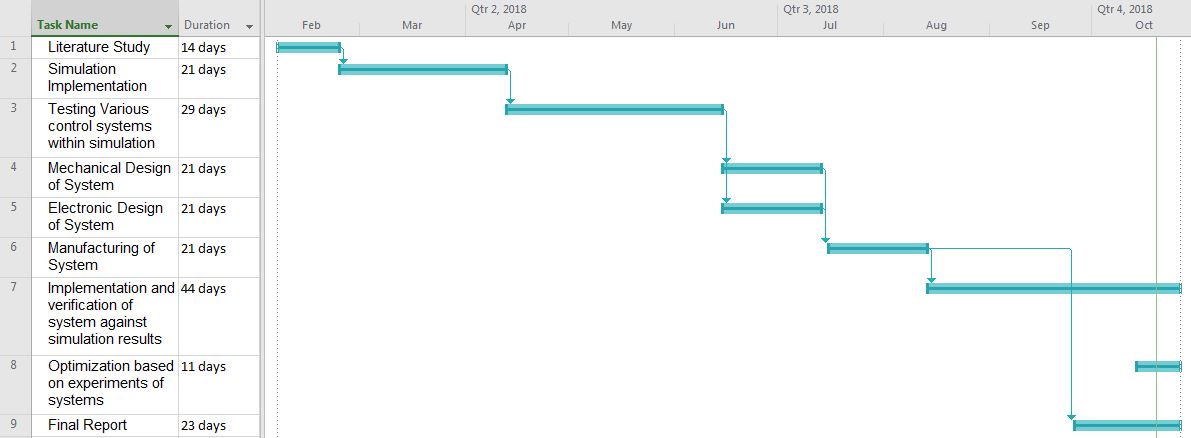 Qtr 2, 2018 Qtr 3, 2018 Qtr 4, 2018
Task Name Duration Feb Mar Apr May Jun Jul Aug Sep Oct
1 Literature Study 14 days
2 Simulation 21 days
Implementation
3 Testing Various 29 days
control systems
within simulation
4 Mechanical Design 21 days
of System
5 Electronic Design 21 days
of System
6 Manufacturing of 21 days
System
7 Implementation and 44 days
verification of
system against
simulation results
8 Optimization based 11 days
on experiments of
systems
9 Final Report 23 days